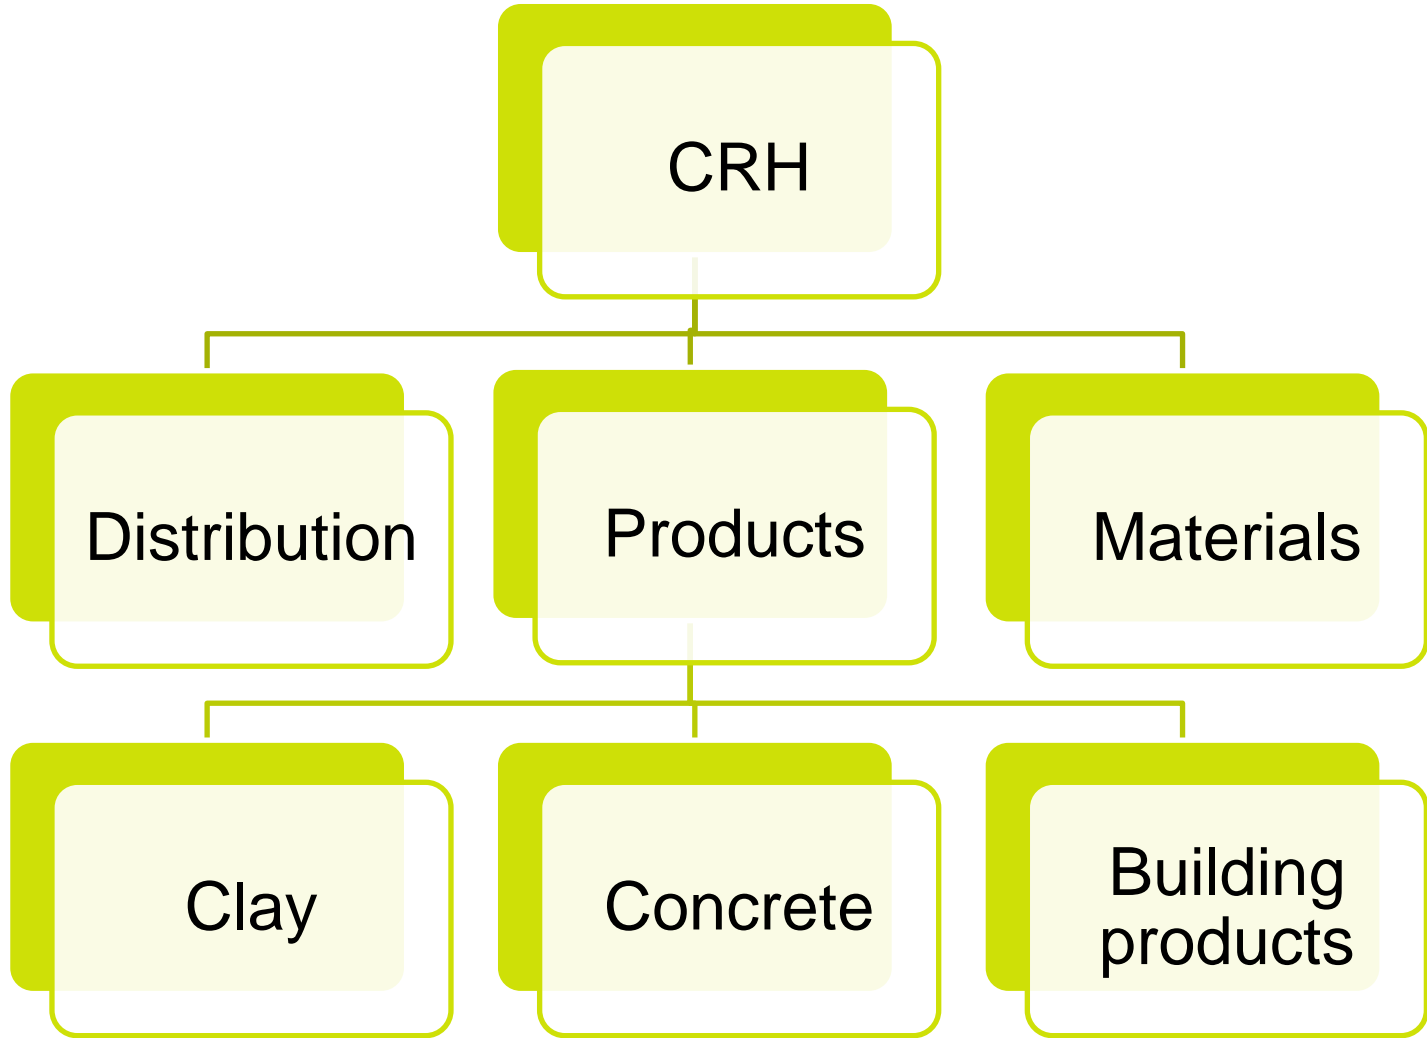 CRH
Distribution
Products
Materials
Clay
Concrete
Building
products